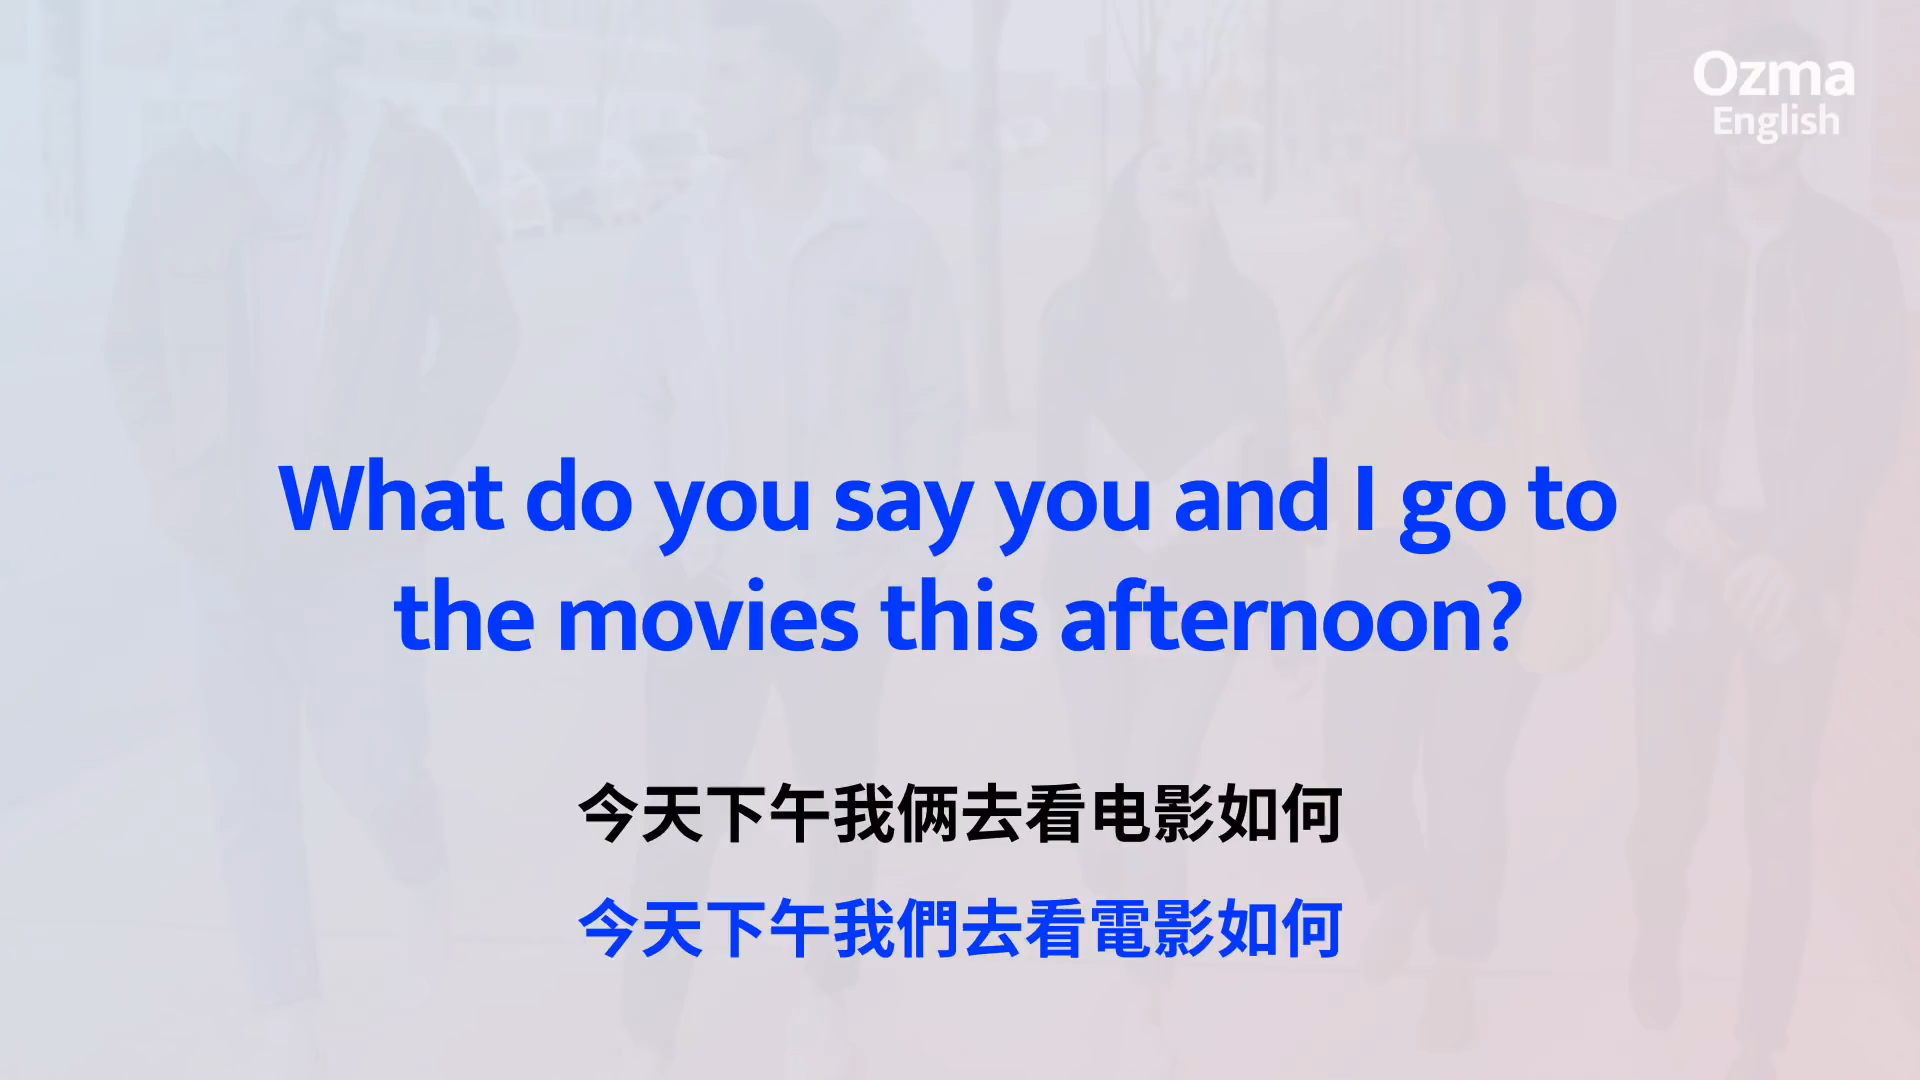 Ozma
English
What do you say you and I go to
the movies this afternoon?
今天下午我俩去看电影如何
今天下午我們去看電影如何